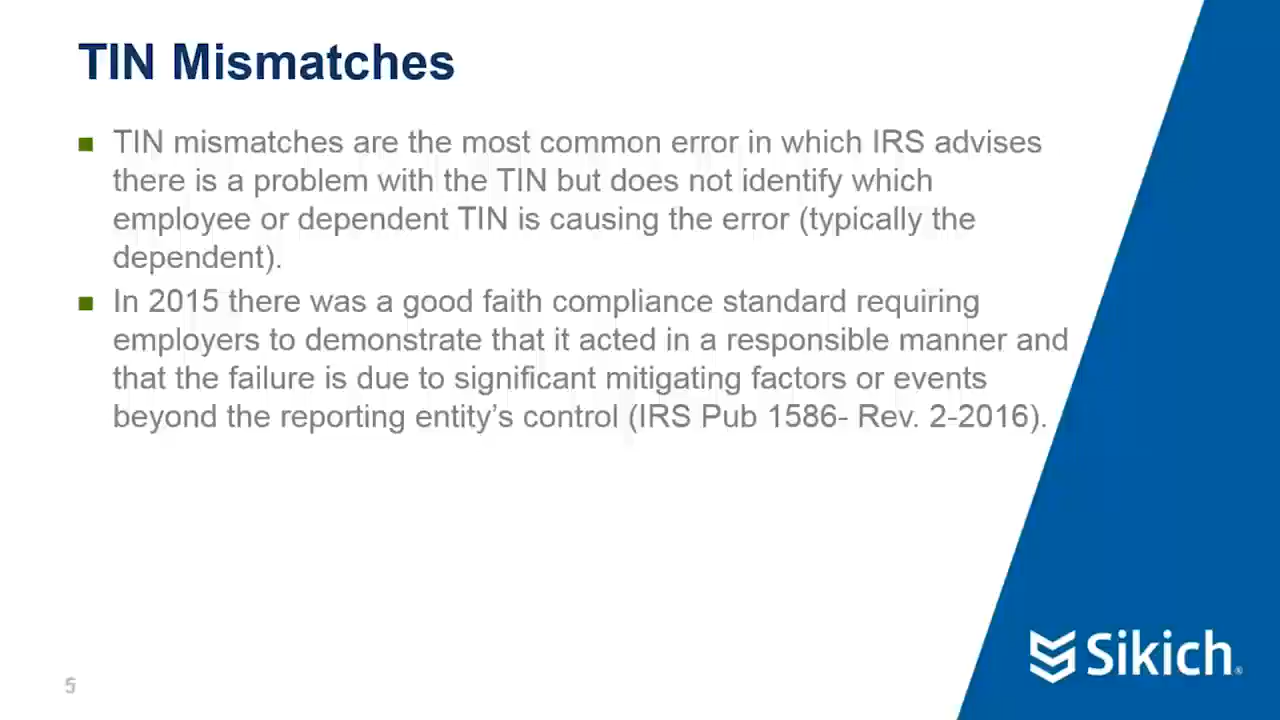 TIN Mismatches
TIN mismatches are the most common error in which IRS advises
there is a problem with the TIN but does not identify which
employee or dependent TIN is causing the error (typically the
dependent).
In 2015 there was a good faith compliance standard requiring
employers to demonstrate that it acted in a responsible manner and
that the failure is due to significant mitigating factors or events
beyond the reporting entity’s control (IRS Pub 1586- Rev. 2-2016).
5
Sikich®